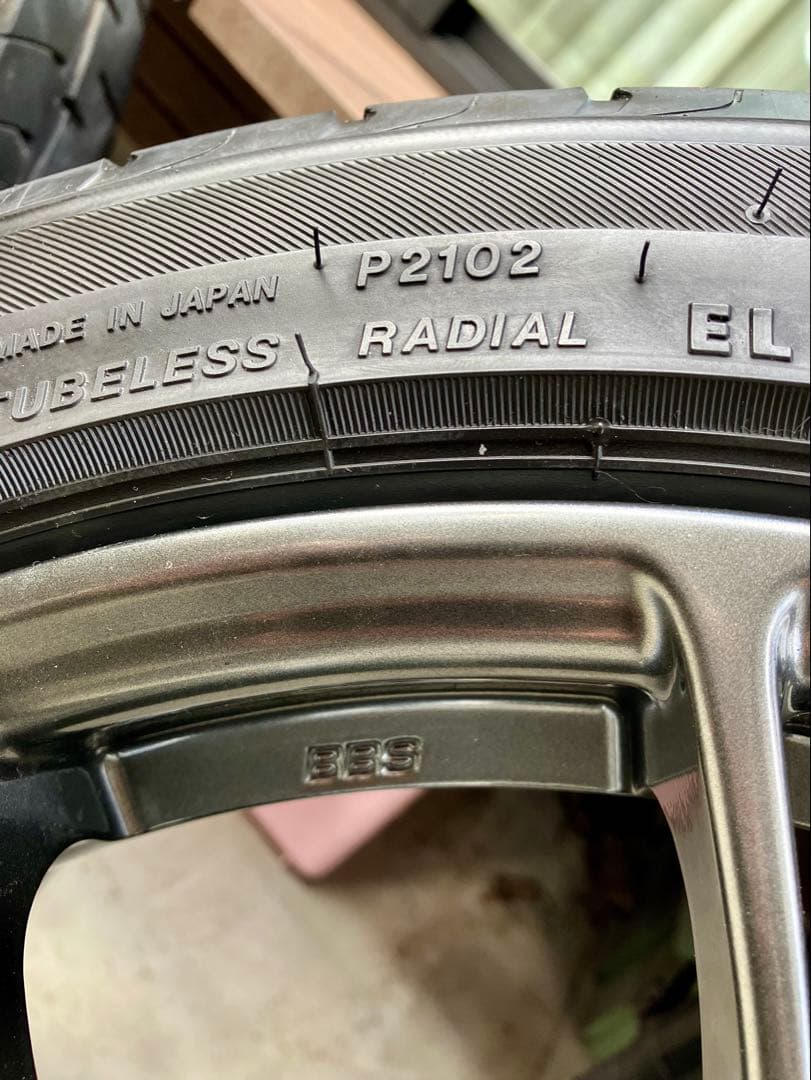 MADE IN JAPAN P2102
TUBELESS RADIAL EL
BBS